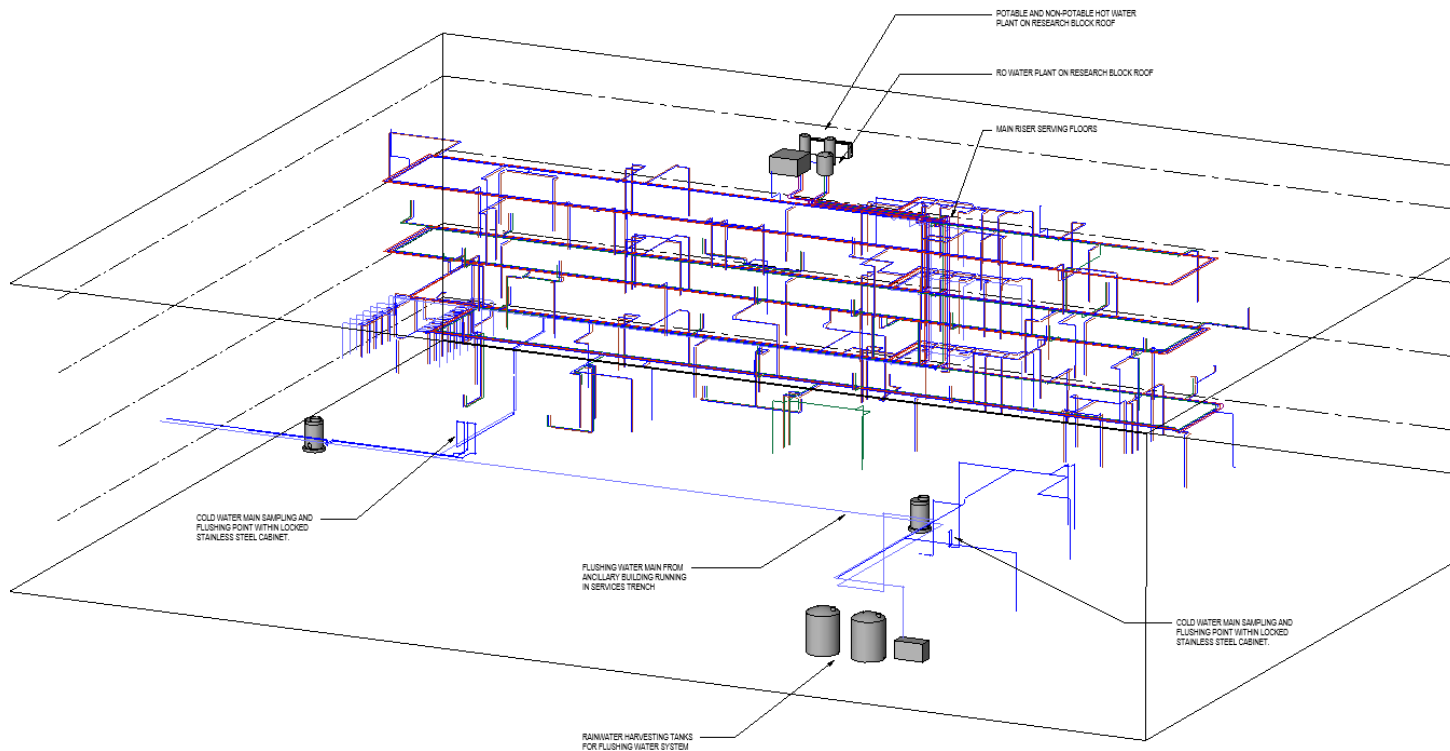 POTABLE AND NON-POTABLE HOT WATER
PLANT ON RESEARCH BLOCK ROOF
RO WATER PLANT ON RESEARCH BLOCK ROOF
MAIN RISER SERVING FLOORS
COLD WATER MAIN SAMPLING AND
FLUSHING POINT WITHIN LOCKED
STAINLESS STEEL CABINET.
FLUSHING WATER MAIN FROM
ANCILLARY BUILDING RUNNING
IN SERVICES TRENCH
COLD WATER MAIN SAMPLING AND
FLUSHING POINT WITHIN LOCKED
STAINLESS STEEL CABINET.
RAINWATER HARVESTING TANKS
FOR FLUSHING WATER SYSTEM